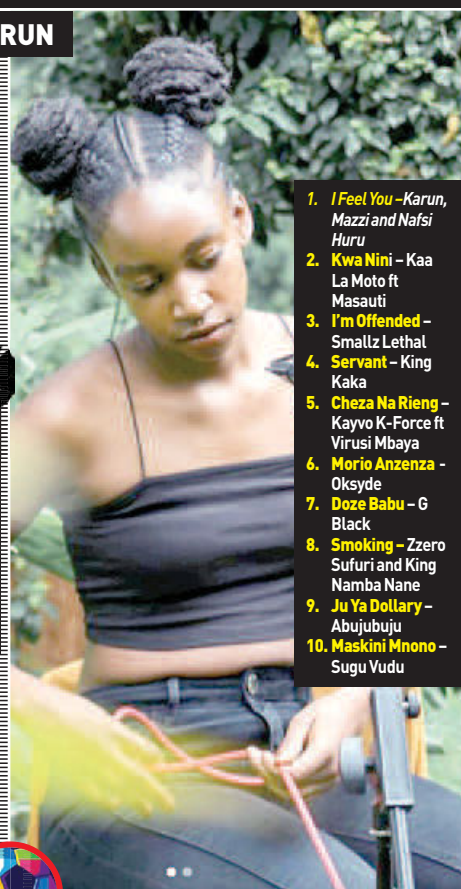 RUN
1. I Feel You – Karun,
Mazzi and Nafsi
Huru
2. Kwa Nini – Kaa
La Moto ft
Masauti
3. I'm Offended –
Smallz Lethal
4. Servant – King
Kaka
5. Cheza Na Rieng –
Kayvo K-Force ft
Virusi Mbaya
6. Morio Anzenza -
Oksyde
7. Doze Babu – G
Black
8. Smoking – Zzero
Sufuri and King
Namba Nane
9. Ju Ya Dollary –
Abujubuju
10. Maskini Mnono –
Sugu Vudu